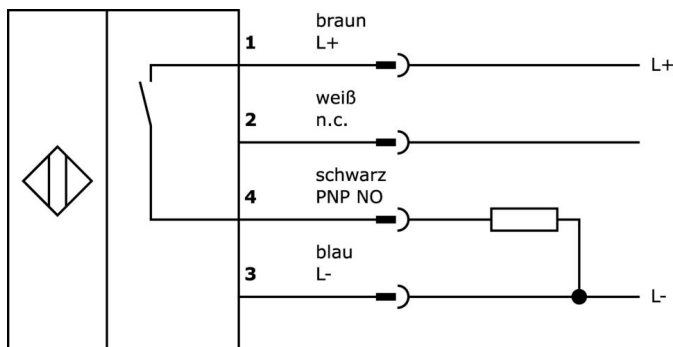 braun
1 L+
L+
weiß
2 n.c.
schwarz
4 PNP NO
blau
3 L-
L-